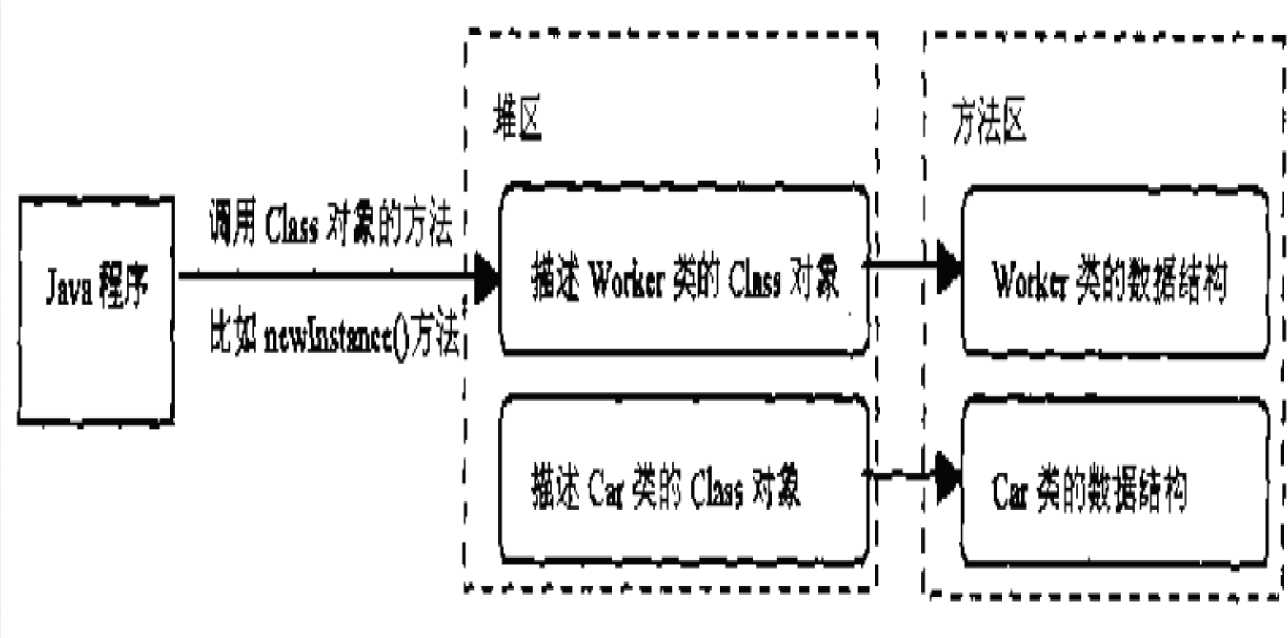 堆区
方法区
调用 Class 对象的方法
Java 程序
描述 Worker 类的 Class 对象
Worker 类的数据结构
比如 newInstance()方法
描述 Car 类的 Class 对象
Car 类的数据结构